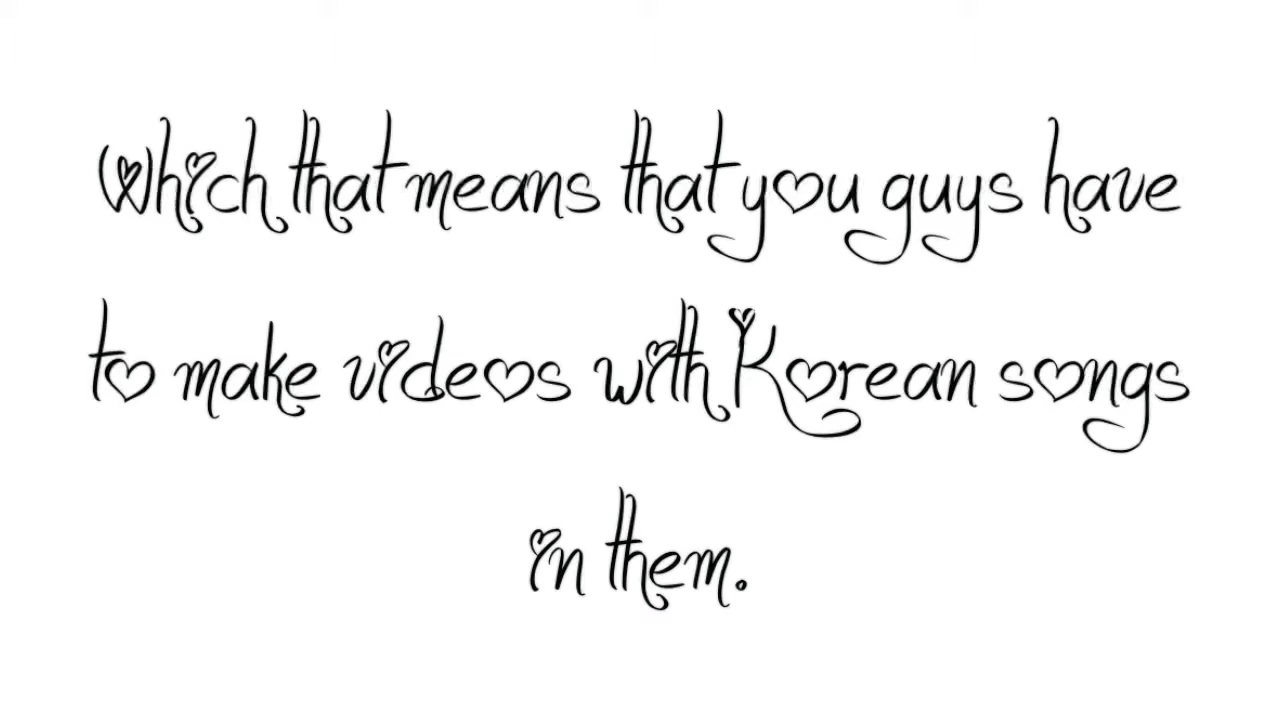 Which that means that you guys have
to make videos with Korean songs
in them.